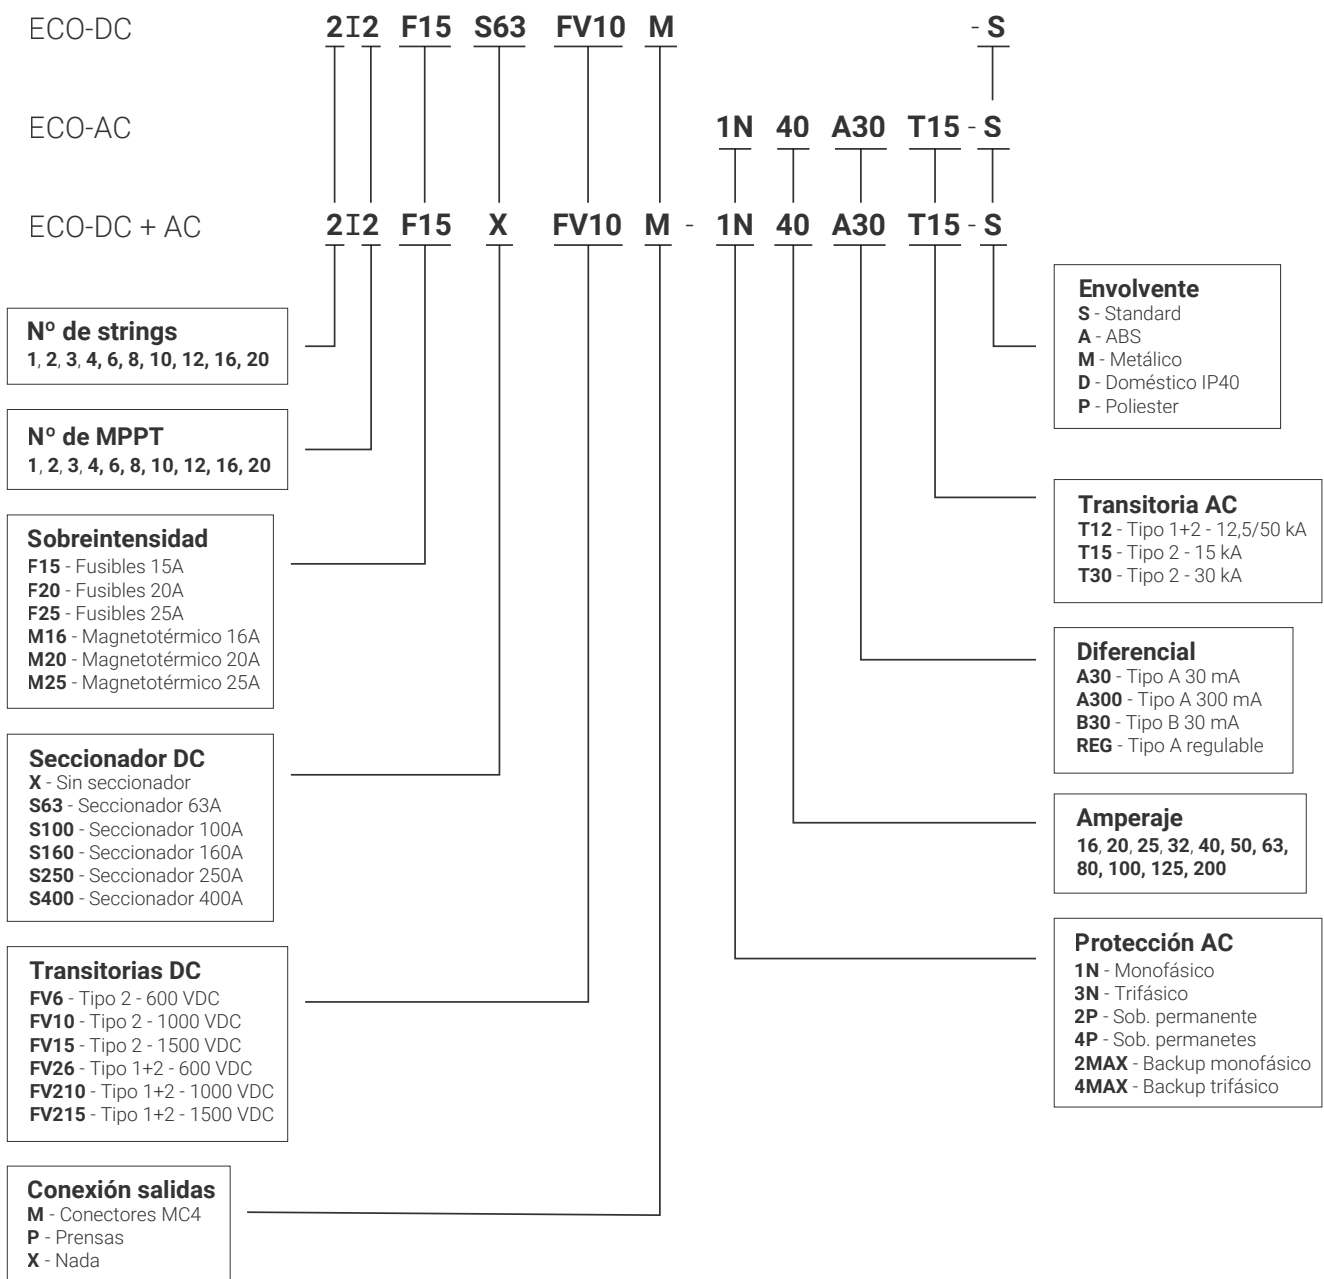 ECO-DC 2I2 F15 S63 FV10 M - S
ECO-AC 1N 40 A30 T15 - S
ECO-DC + AC 2I2 F15 X FV10 M - 1N 40 A30 T15 - S
Nº de strings
1, 2, 3, 4, 6, 8, 10, 12, 16, 20
Nº de MPPT
1, 2, 3, 4, 6, 8, 10, 12, 16, 20
Sobreintensidad
F15 - Fusibles 15A
F20 - Fusibles 20A
F25 - Fusibles 25A
M16 - Magnetotérmico 16A
M20 - Magnetotérmico 20A
M25 - Magnetotérmico 25A
Seccionador DC
X - Sin seccionador
S63 - Seccionador 63A
S100 - Seccionador 100A
S160 - Seccionador 160A
S250 - Seccionador 250A
S400 - Seccionador 400A
Transitorias DC
FV6 - Tipo 2 - 600 VDC
FV10 - Tipo 2 - 1000 VDC
FV15 - Tipo 2 - 1500 VDC
FV26 - Tipo 1+2 - 600 VDC
FV210 - Tipo 1+2 - 1000 VDC
FV215 - Tipo 1+2 - 1500 VDC
Conexión salidas
M - Conectores MC4
P - Prensas
X - Nada
Envolvente
S - Standard
A - ABS
M - Metálico
D - Doméstico IP40
P - Poliester
Transitoria AC
T12 - Tipo 1+2 - 12,5/50 kA
T15 - Tipo 2 - 15 kA
T30 - Tipo 2 - 30 kA
Diferencial
A30 - Tipo A 30 mA
A300 - Tipo A 300 mA
B30 - Tipo B 30 mA
REG - Tipo A regulable
Amperaje
16, 20, 25, 32, 40, 50, 63,
80, 100, 125, 200
Protección AC
1N - Monofásico
3N - Trifásico
2P - Sob. permanente
4P - Sob. permanetes
2MAX - Backup monofásico
4MAX - Backup trifásico